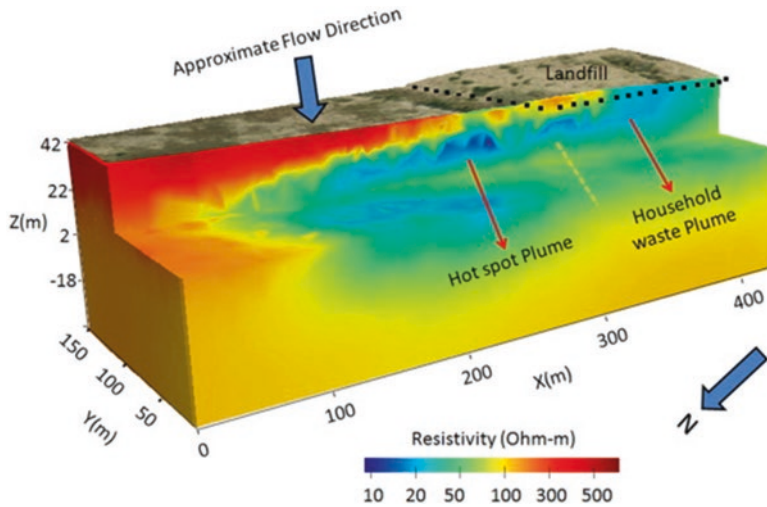 Approximate Flow Direction
Landfill
42
22
Z(m)
2
-18
Hot spot Plume
Household
waste Plume
150
100
50
Y(m)
0
100
200
300
400
X(m)
N
Resistivity (Ohm-m)
10 20 50 100 300 500